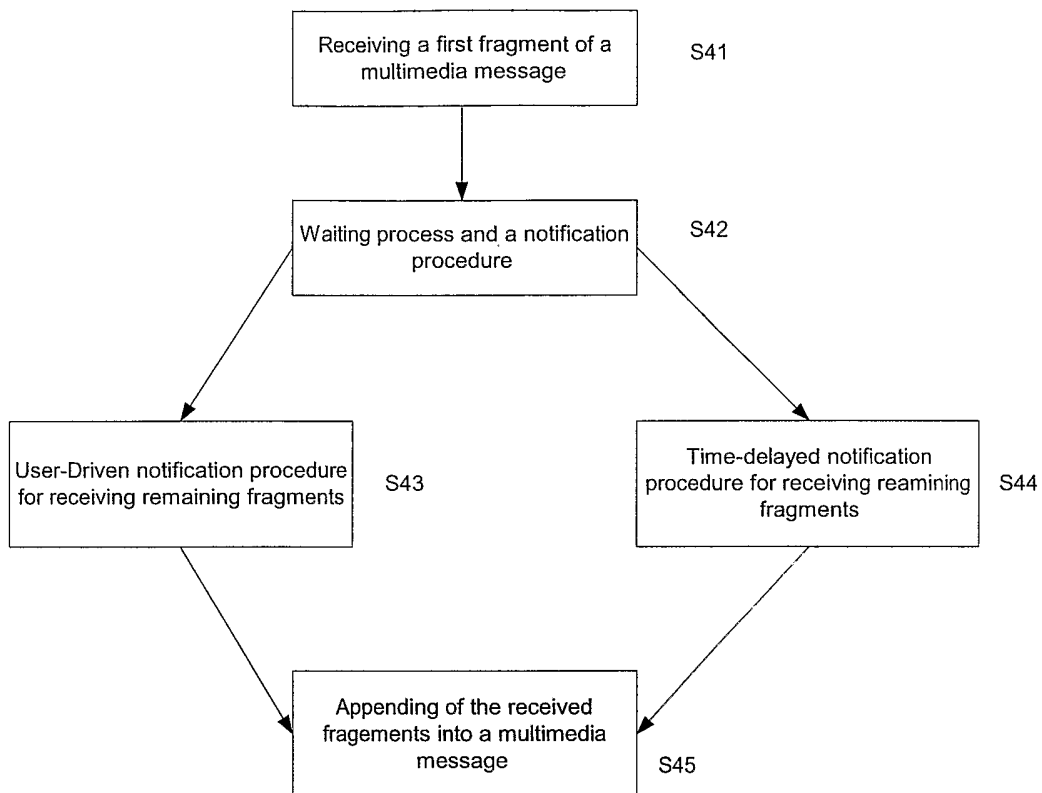 Receiving a first fragment of a
multimedia message
S41
Waiting process and a notification
procedure
S42
User-Driven notification procedure
for receiving remaining fragments
S43
Time-delayed notification
procedure for receiving reamining
fragments
S44
Appending of the received
fragements into a multimedia
message
S45